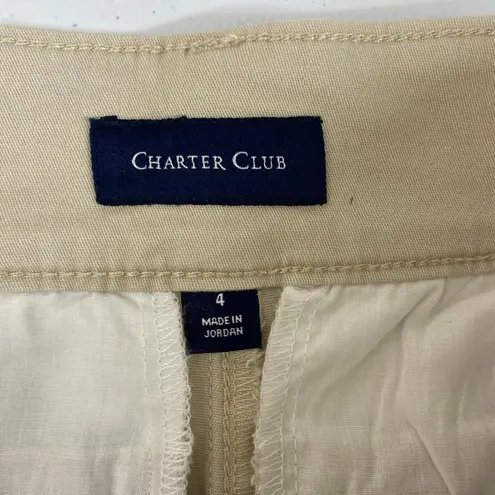 CHARTER CLUB
4
MADE IN
JORDAN